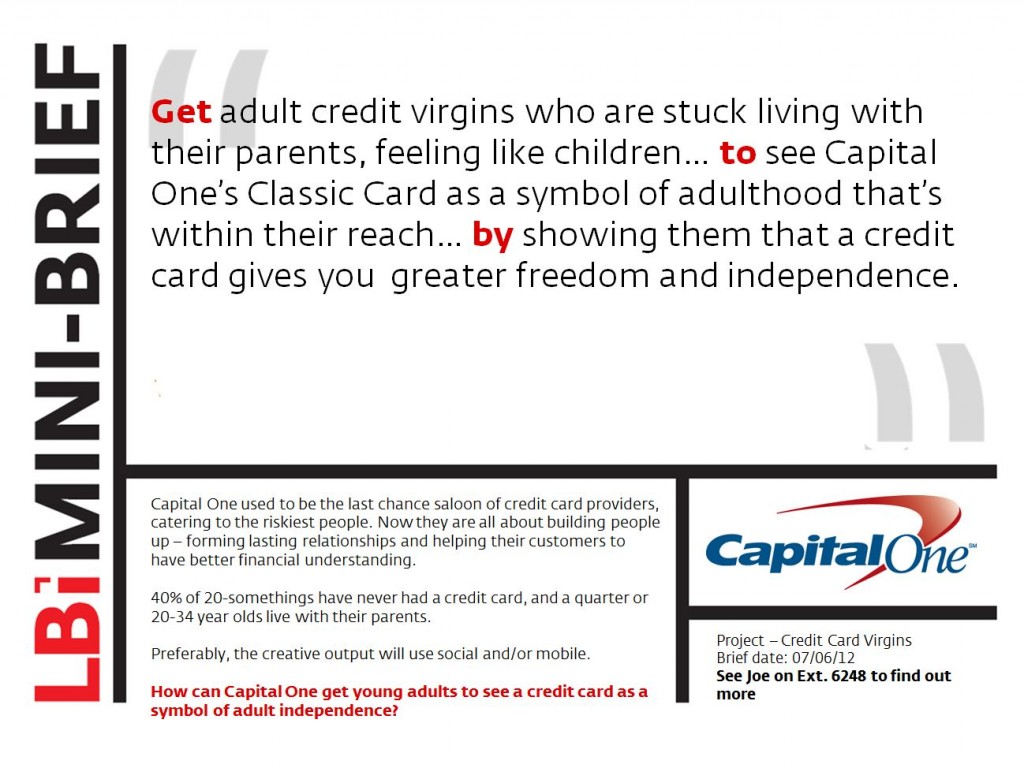 LBi MINI-BRIEF
“
Get adult credit virgins who are stuck living with
their parents, feeling like children... to see Capital
One’s Classic Card as a symbol of adulthood that’s
within their reach... by showing them that a credit
card gives you  greater freedom and independence.
”
Capital One used to be the last chance saloon of credit card providers,
catering to the riskiest people. Now they are all about building people
up – forming lasting relationships and helping their customers to
have better financial understanding.
40% of 20-somethings have never had a credit card, and a quarter or
20-34 year olds live with their parents.
Preferably, the creative output will use social and/or mobile.
How can Capital One get young adults to see a credit card as a
symbol of adult independence?
Capital One℠
Project – Credit Card Virgins
Brief date: 07/06/12
See Joe on Ext. 6248 to find out
more